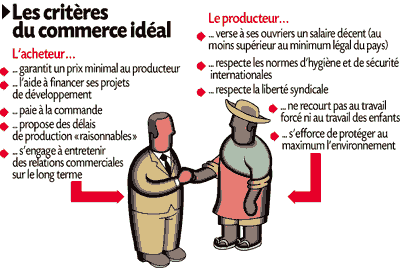 Les critères
du commerce idéal
L'acheteur...
... garantit un prix minimal au producteur
... l'aide à financer ses projets
de développement
... paie à la commande
... propose des délais
de production «raisonnables»
... s'engage à entretenir
des relations commerciales
sur le long terme
Le producteur...
... verse à ses ouvriers un salaire décent (au
moins supérieur au minimum légal du pays)
... respecte les normes d'hygiène et de sécurité
internationales
... respecte la liberté syndicale
... ne recourt pas au travail
forcé ni au travail des enfants
... s'efforce de protéger au
maximum l'environnement